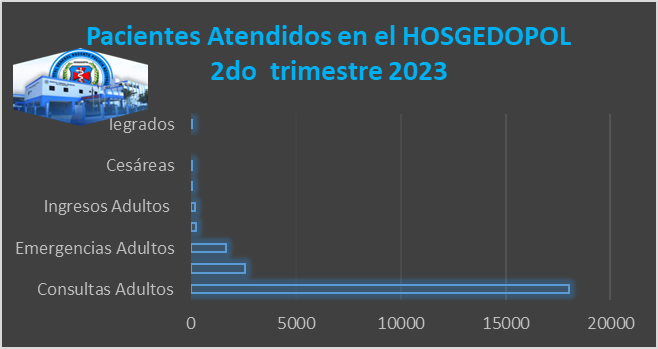 Pacientes Atendidos en el HOSGEDOPOL
2do trimestre 2023
legrados
Cesáreas
Ingresos Adultos
Emergencias Adultos
Consultas Adultos
0 5000 10000 15000 20000